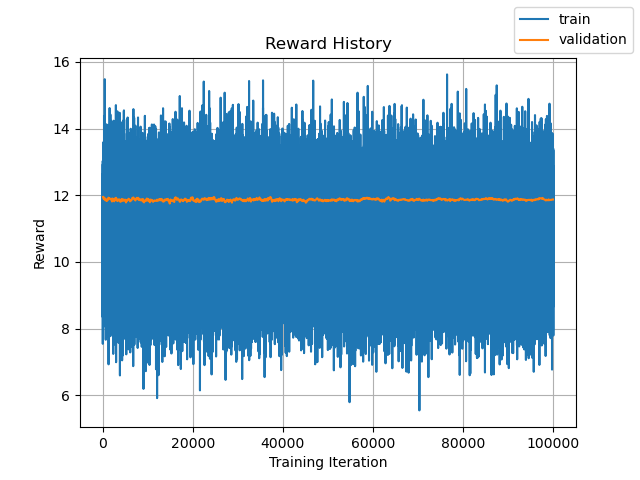 train
validation
Reward History
16
14
12
10
8
6
Reward
0 20000 40000 60000 80000 100000
Training Iteration